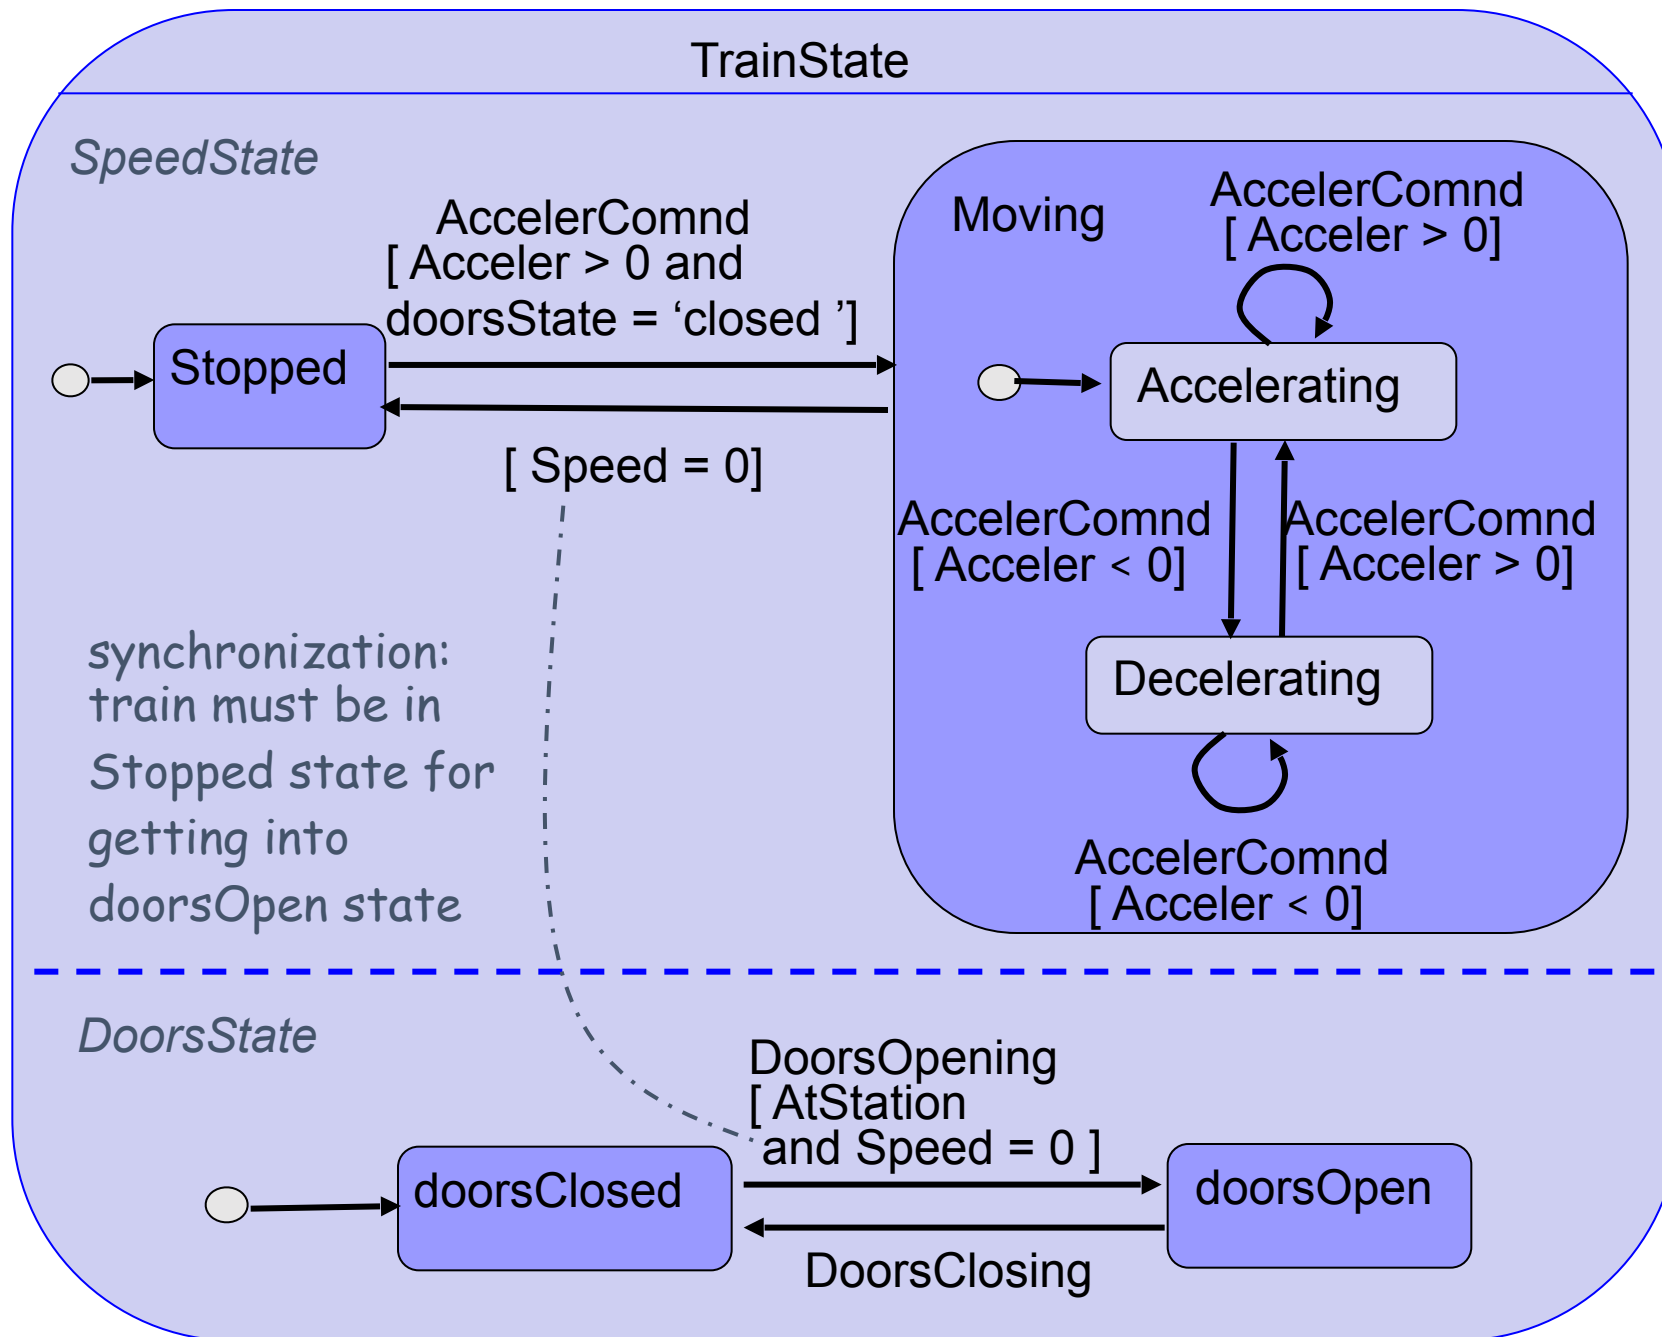 TrainState
SpeedState
AccelerComnd
[ Acceler > 0 and
doorsState = ‘closed ’]
Stopped
[ Speed = 0]
Moving
AccelerComnd
[ Acceler > 0]
Accelerating
AccelerComnd
[ Acceler < 0]
AccelerComnd
[ Acceler > 0]
Decelerating
AccelerComnd
[ Acceler < 0]
synchronization:
train must be in
Stopped state for
getting into
doorsOpen state
DoorsState
DoorsOpening
[ AtStation
and Speed = 0 ]
doorsClosed
doorsOpen
DoorsClosing